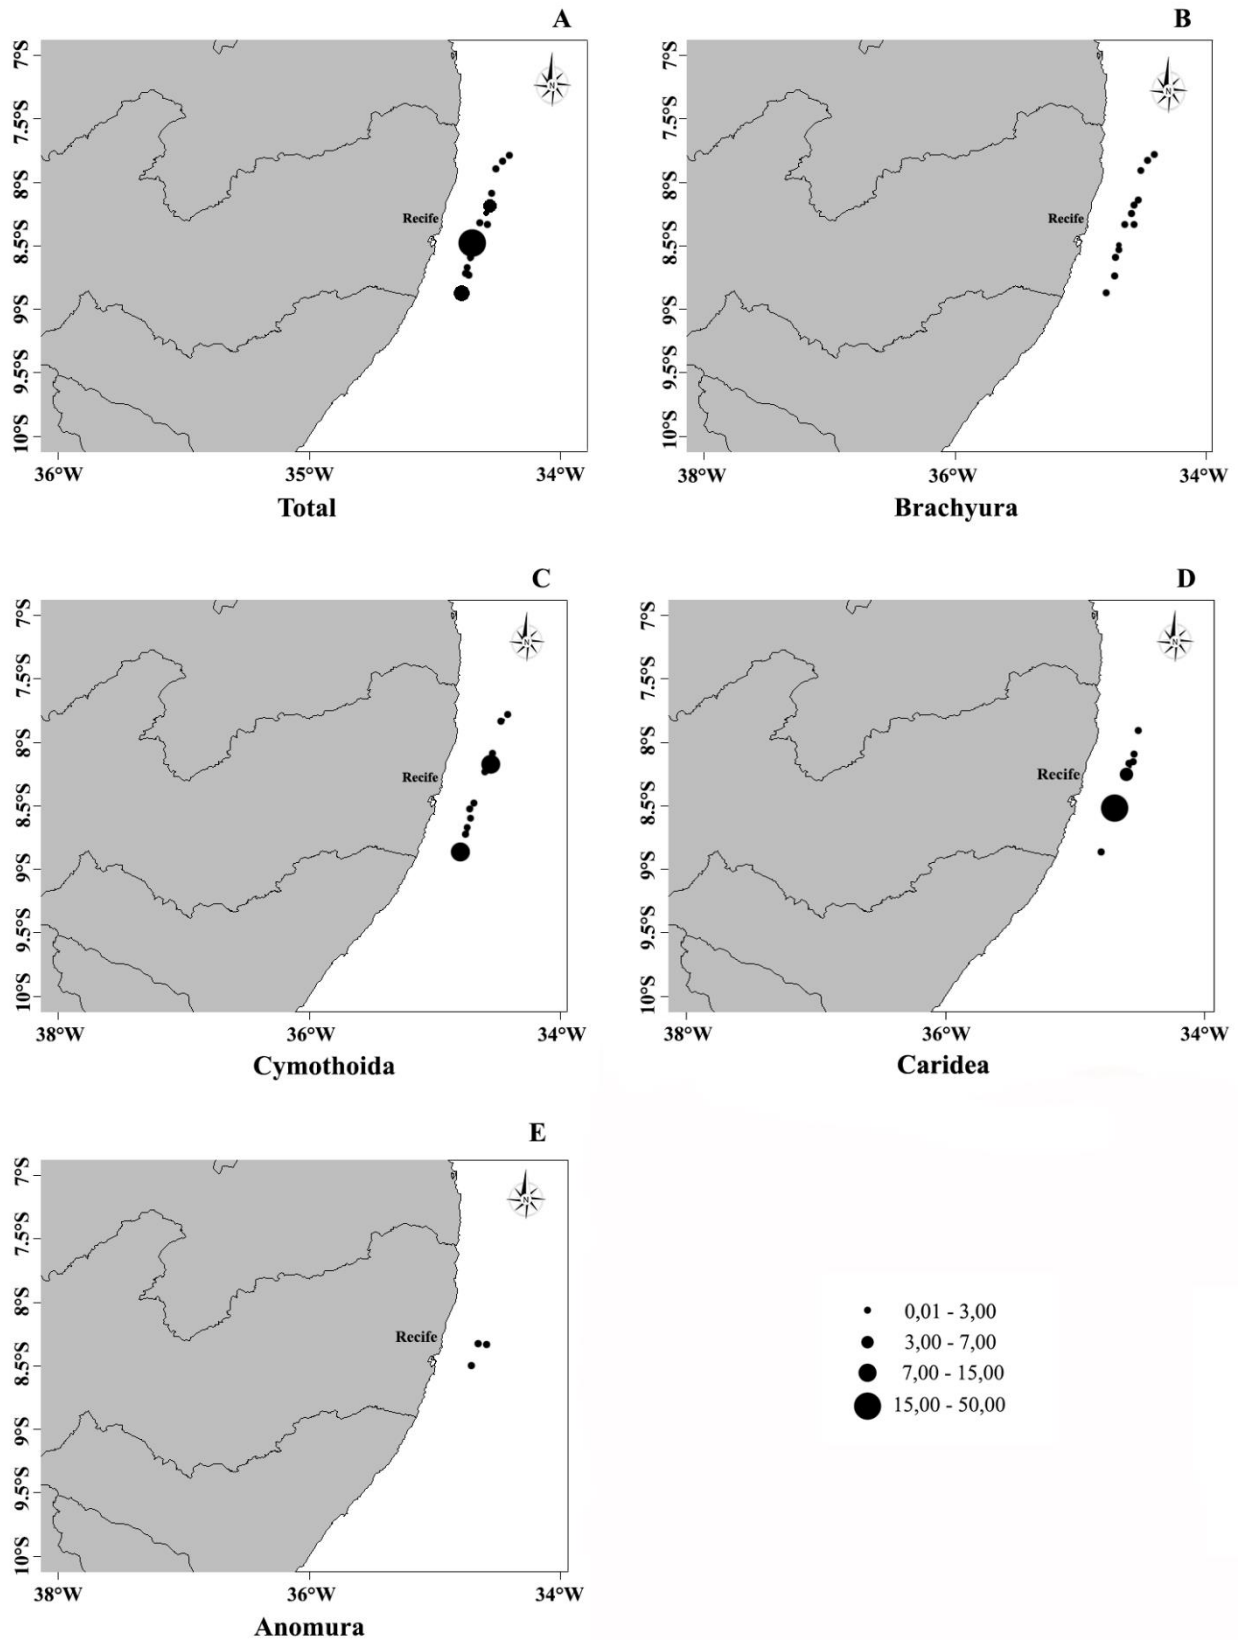 A
7°S
7.5°S
8°S
8.5°S
9°S
9.5°S
10°S
N
Recife
36°W
35°W
34°W
Total
B
7°S
7.5°S
8°S
8.5°S
9°S
9.5°S
10°S
N
Recife
38°W
36°W
34°W
Brachyura
C
7°S
7.5°S
8°S
8.5°S
9°S
9.5°S
10°S
N
Recife
38°W
36°W
34°W
Cymothoida
D
7°S
7.5°S
8°S
8.5°S
9°S
9.5°S
10°S
N
Recife
38°W
36°W
34°W
Caridea
E
7°S
7.5°S
8°S
8.5°S
9°S
9.5°S
10°S
N
Recife
38°W
36°W
34°W
Anomura
0,01 - 3,00
3,00 - 7,00
7,00 - 15,00
15,00 - 50,00